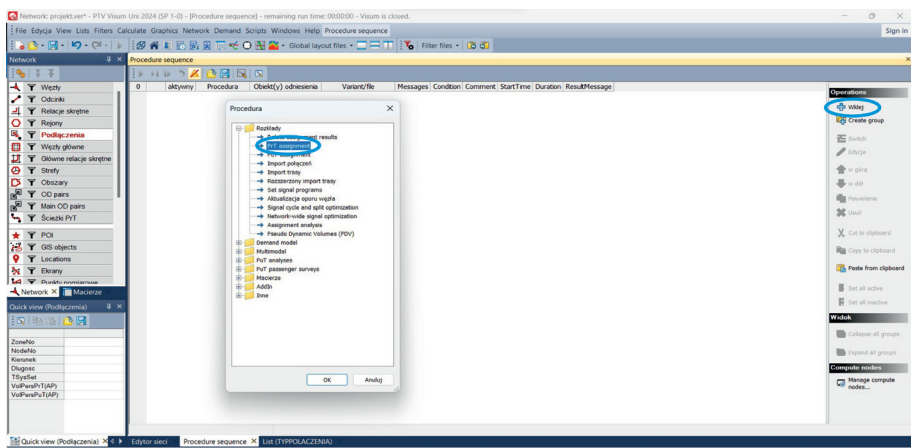 Network: projekt.ver* - PTV Visum Uni 2024 (SP 1-0) - [Procedure sequence] - remaining run time: 00:00:00 - Visum is closed.
File Edycja View Lists Filters Calculate Graphics Network Demand Scripts Windows Help Procedure sequence
Sign in
Global layout files
Filter files
Network
Węzły
Odcinki
Relacje skrętne
Rejony
Podłączenia
Węzły główne
Główne relacje skrętne
Strefy
Obszary
OD pairs
Main OD pairs
Ścieżki PrT
POI
GIS objects
Locations
Ekrany
Punkty pomiarowe
Network
Macierze
Quick view (Podłączenia)
ZoneNo
NodeNo
Kierunek
Dlugosc
TSysSet
VolPersPrT(AP)
VolPersPuT(AP)
Quick view (Podłączenia)
Procedure sequence
0 aktywny Procedura Obiekt(y) odniesienia Variant/file Messages Condition Comment StartTime Duration ResultMessage
Procedura
Rozkłady
Delete assignment results
PrT assignment
PuT assignment
Import połączeń
Import trasy
Rozszerzony import trasy
Set signal programs
Aktualizacja oporu węzła
Signal cycle and split optimization
Network-wide signal optimization
Assignment analysis
Pseudo Dynamic Volumes (PDV)
Demand model
Multimodal
PuT analyses
PuT passenger surveys
Macierze
AddIn
Inne
OK
Anuluj
Edytor sieci
Procedure sequence
List (TYPPOLACZENIA)
Operations
Wklej
Create group
Switch
Edycja
w górę
w dół
Powielenie
Usuń
Cut to clipboard
Copy to clipboard
Paste from clipboard
Set all active
Set all inactive
Widok
Collapse all groups
Expand all groups
Compute nodes
Manage compute
nodes...